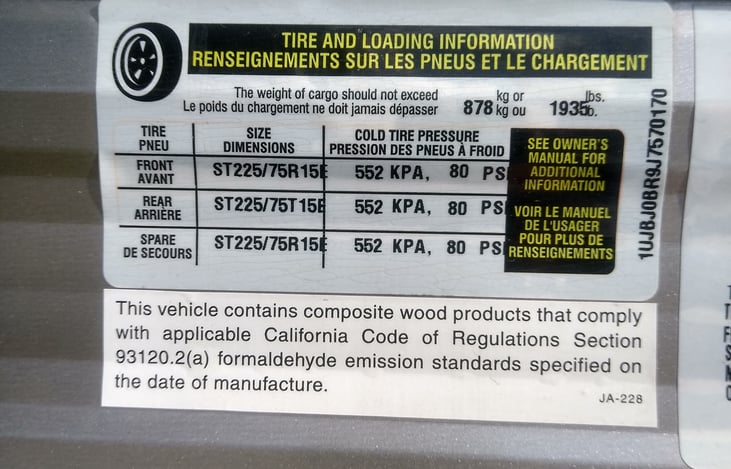 TIRE AND LOADING INFORMATION
RENSEIGNEMENTS SUR LES PNEUS ET LE CHARGEMENT
The weight of cargo should not exceed kg or lbs.
Le poids du chargement ne doit jamais dépasser 878 kg ou 1935 lb.
TIRE PNEU SIZE DIMENSIONS COLD TIRE PRESSURE PRESSION DES PNEUS À FROID
FRONT AVANT ST225/75R15E 552 KPA, 80 PSI
REAR ARRIÈRE ST225/75T15E 552 KPA, 80 PSI
SPARE DE SECOURS ST225/75R15E 552 KPA, 80 PSI
SEE OWNER'S
MANUAL FOR
ADDITIONAL
INFORMATION
VOIR LE MANUEL
DE L'USAGER
POUR PLUS DE
RENSEIGNEMENTS
1UJBJ0BR9J7570170
This vehicle contains composite wood products that comply
with applicable California Code of Regulations Section
93120.2(a) formaldehyde emission standards specified on
the date of manufacture.
JA-228